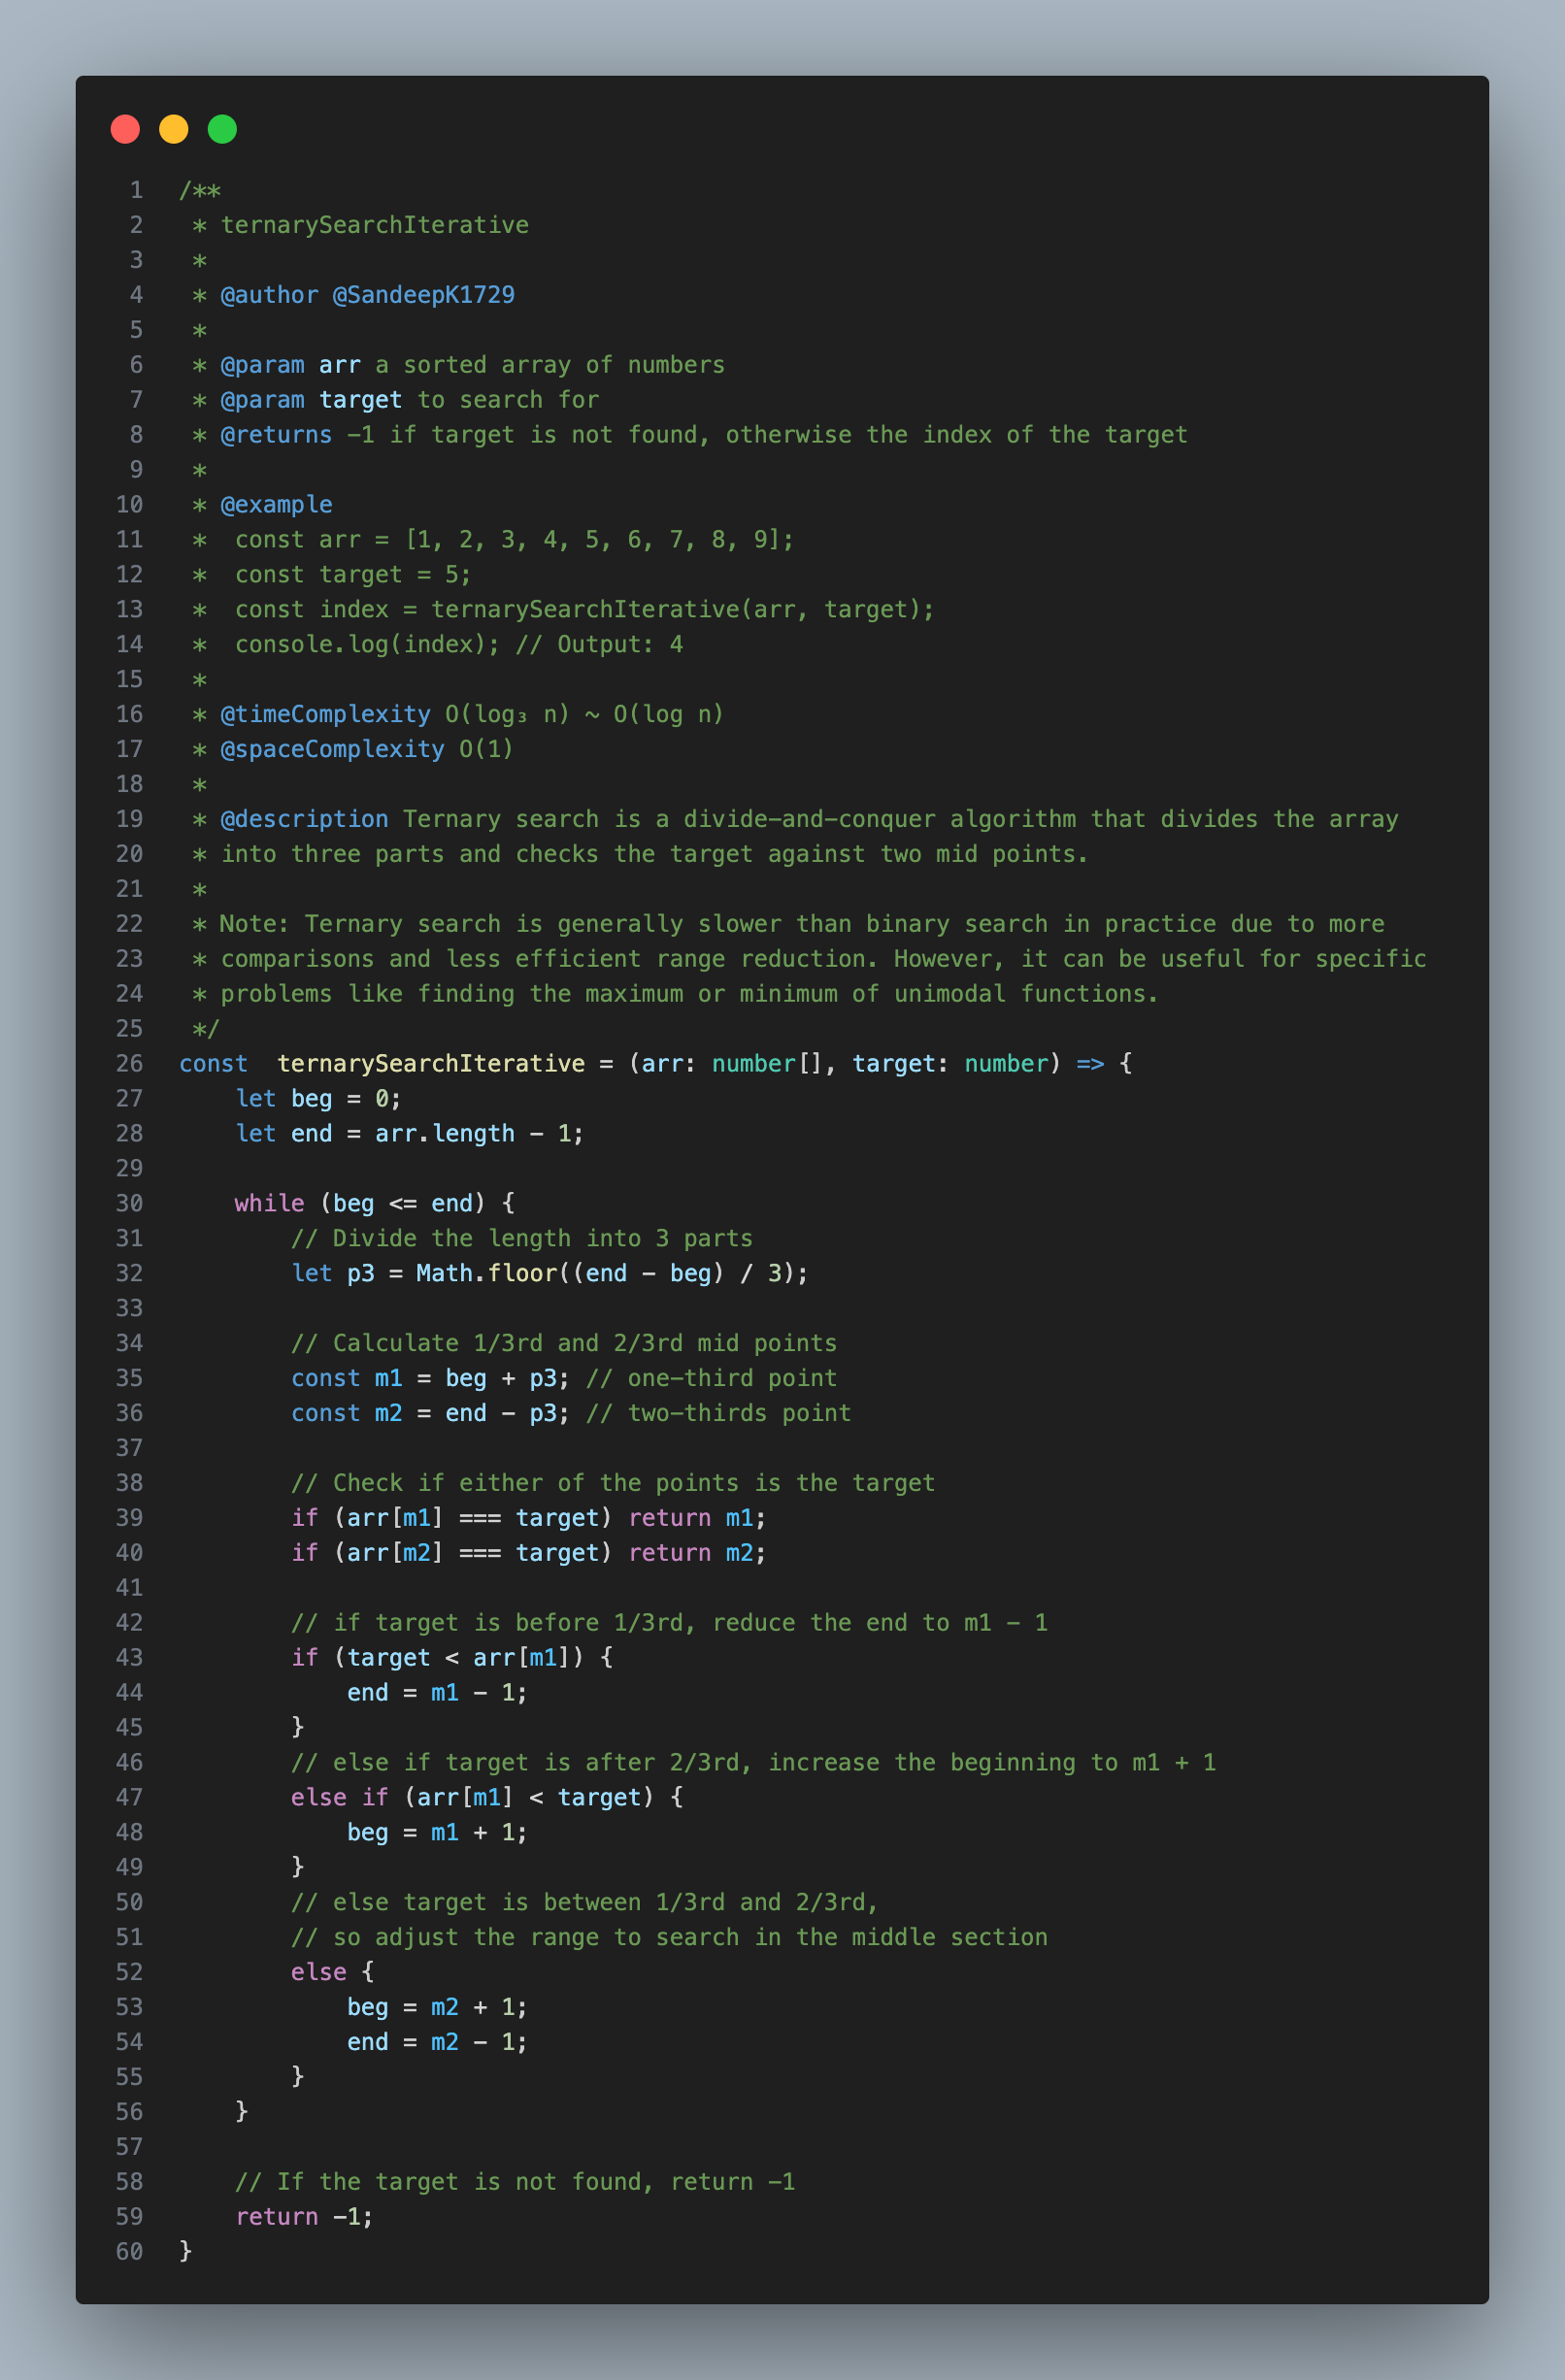 1 /**
2  * ternarySearchIterative
3  *
4  * @author @SandeepK1729
5  *
6  * @param arr a sorted array of numbers
7  * @param target to search for
8  * @returns -1 if target is not found, otherwise the index of the target
9  *
10  * @example
11  *  const arr = [1, 2, 3, 4, 5, 6, 7, 8, 9];
12  *  const target = 5;
13  *  const index = ternarySearchIterative(arr, target);
14  *  console.log(index); // Output: 4
15  *
16  * @timeComplexity O(log₃ n) ~ O(log n)
17  * @spaceComplexity O(1)
18  *
19  * @description Ternary search is a divide-and-conquer algorithm that divides the array
20  * into three parts and checks the target against two mid points.
21  *
22  * Note: Ternary search is generally slower than binary search in practice due to more
23  * comparisons and less efficient range reduction. However, it can be useful for specific
24  * problems like finding the maximum or minimum of unimodal functions.
25  */
26 const  ternarySearchIterative = (arr: number[], target: number) => {
27     let beg = 0;
28     let end = arr.length - 1;
29
30     while (beg <= end) {
31         // Divide the length into 3 parts
32         let p3 = Math.floor((end - beg) / 3);
33
34         // Calculate 1/3rd and 2/3rd mid points
35         const m1 = beg + p3; // one-third point
36         const m2 = end - p3; // two-thirds point
37
38         // Check if either of the points is the target
39         if (arr[m1] === target) return m1;
40         if (arr[m2] === target) return m2;
41
42         // if target is before 1/3rd, reduce the end to m1 - 1
43         if (target < arr[m1]) {
44             end = m1 - 1;
45         }
46         // else if target is after 2/3rd, increase the beginning to m1 + 1
47         else if (arr[m1] < target) {
48             beg = m1 + 1;
49         }
50         // else target is between 1/3rd and 2/3rd,
51         // so adjust the range to search in the middle section
52         else {
53             beg = m2 + 1;
54             end = m2 - 1;
55         }
56     }
57
58     // If the target is not found, return -1
59     return -1;
60 }